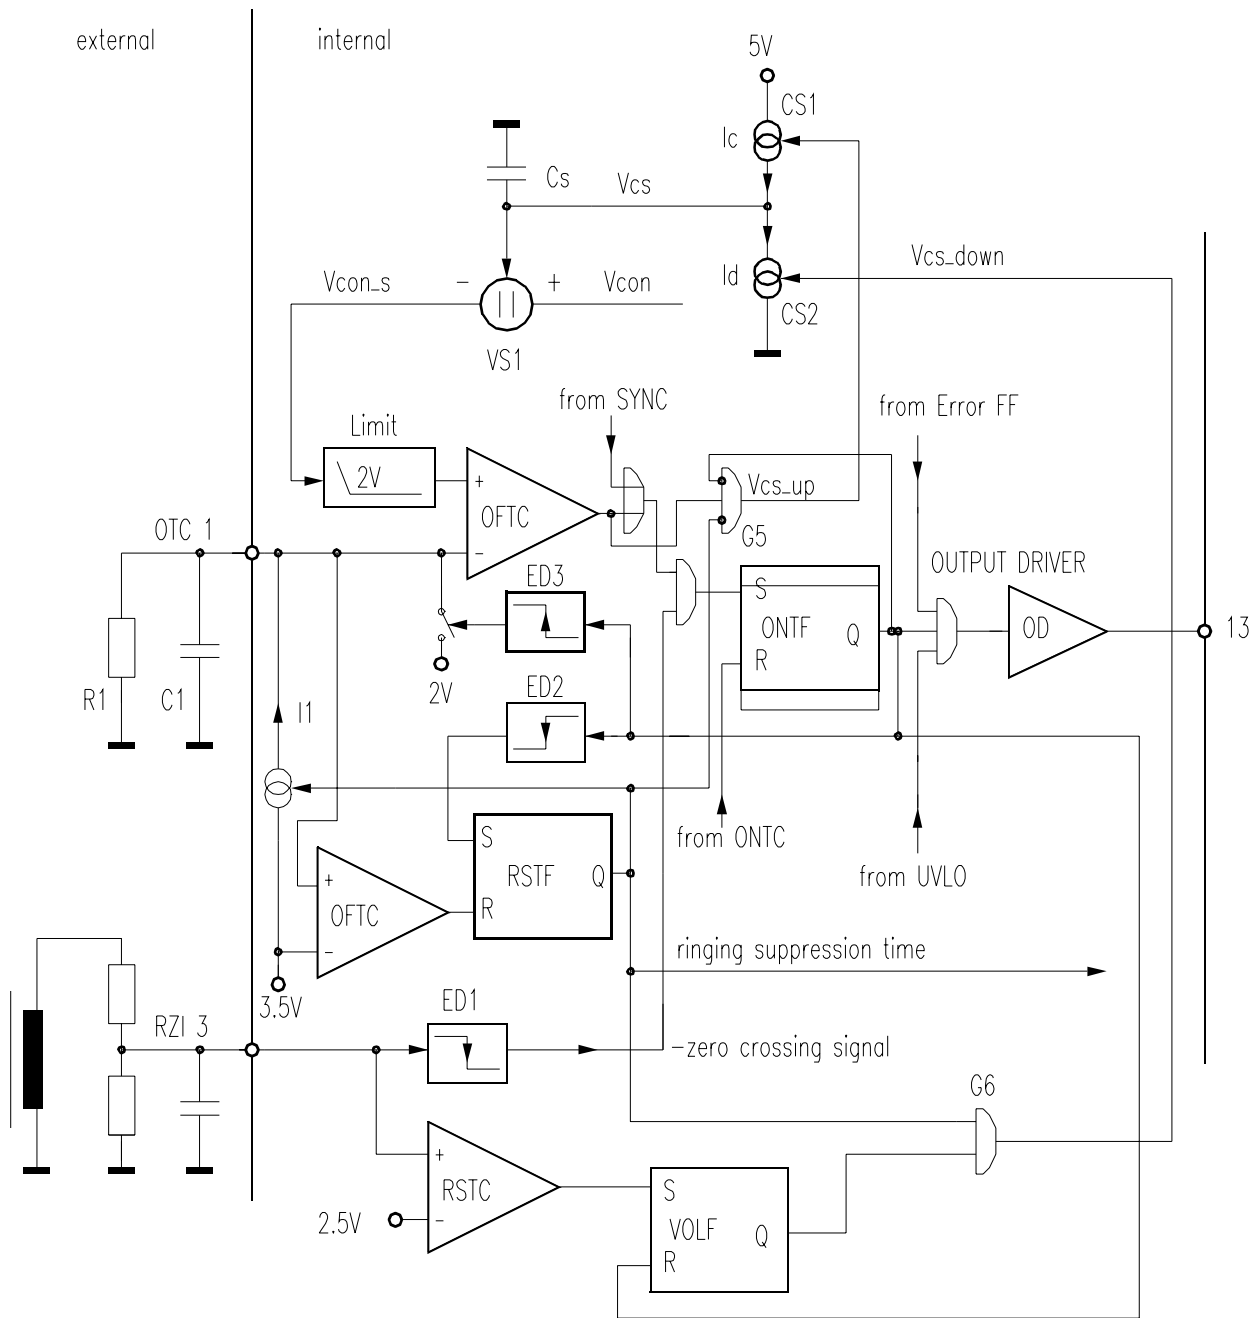 external
internal
5V
CS1
Ic
Cs
Vcs
Vcs_down
Vcon_s
-
+
Vcon
Id
CS2
VS1
from SYNC
from Error FF
Limit
2V
+
OFTC
-
Vcs_up
G5
OTC 1
ED3
OUTPUT DRIVER
S
ONTF
Q
R
OD
13
2V
ED2
R1
C1
I1
from ONTC
from UVLO
S
RSTF
Q
R
+
OFTC
-
ringing suppression time
3.5V
ED1
RZI 3
-zero crossing signal
G6
+
RSTC
-
2.5V
S
VOLF
Q
R